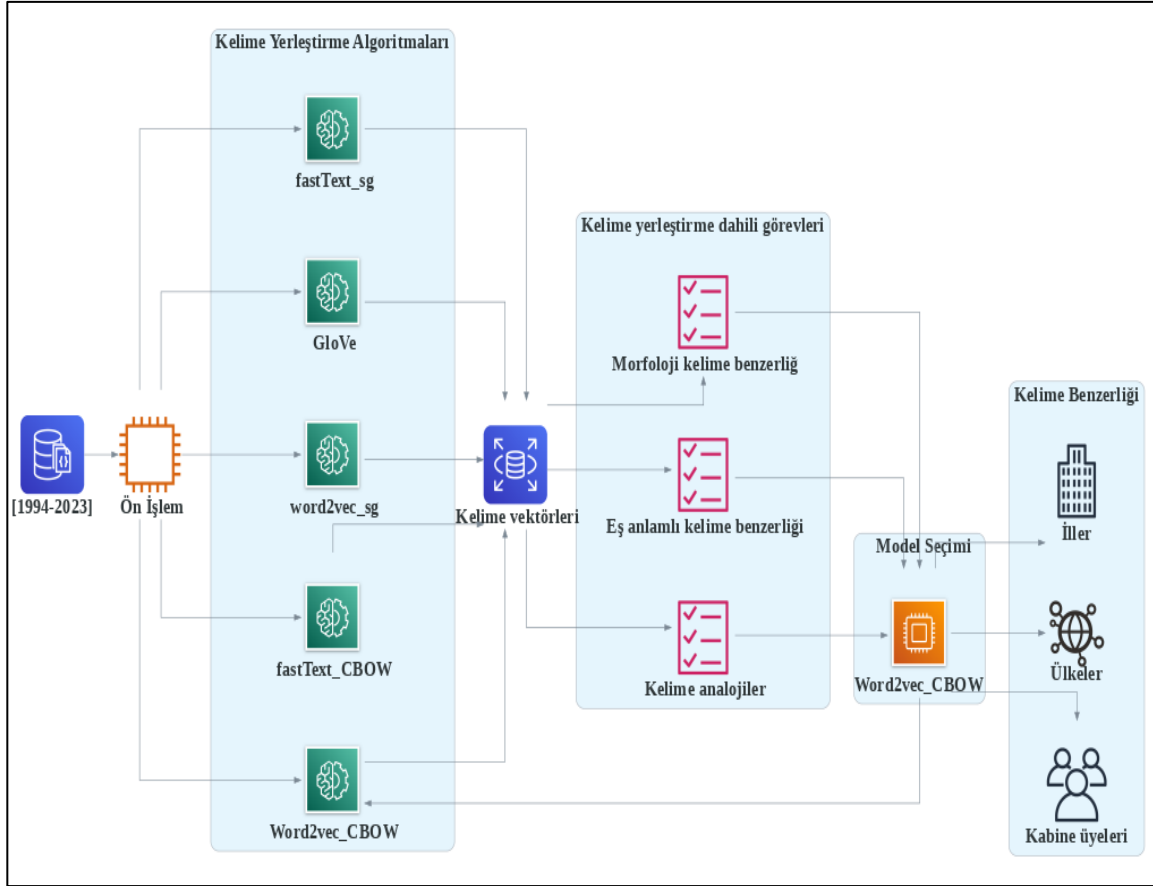 Kelime Yerleştirme Algoritmaları
fastText_sg
GloVe
word2vec_sg
fastText_CBOW
Word2vec_CBOW
[1994-2023]
Ön İşlem
Kelime vektörleri
Kelime yerleştirme dahili görevleri
Morfoloji kelime benzerliğ
Eş anlamlı kelime benzerliği
Kelime analojiler
Model Seçimi
Word2vec_CBOW
Kelime Benzerliği
İller
Ülkeler
Kabine üyeleri